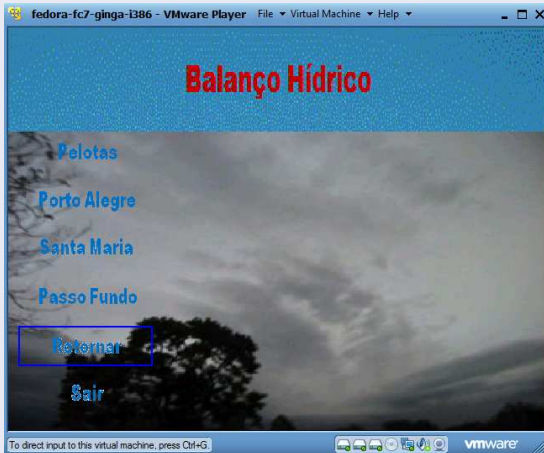 fedora-fc7-ginga-i386 - VMware Player File Virtual Machine Help
Balanço Hídrico
Pelotas
Porto Alegre
Santa Maria
Passo Fundo
Retornar
Sair
To direct input to this virtual machine, press Ctrl+G.
vmware